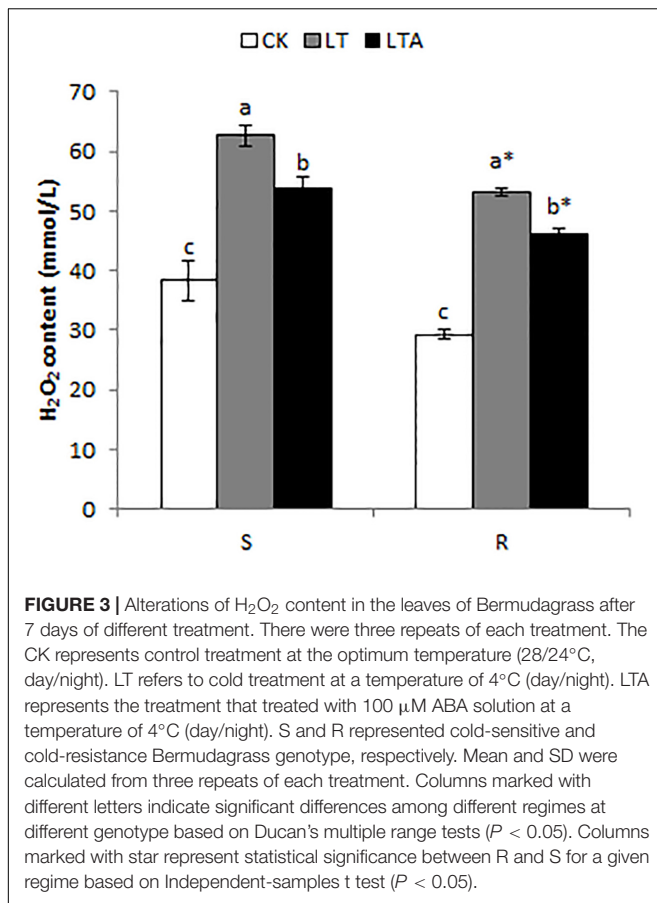 CK LT LTA
70
60
50
40
30
20
10
0
H₂O₂ content (mmol/L)
a
b
c
a*
b*
c
S R
FIGURE 3 | Alterations of H₂O₂ content in the leaves of Bermudagrass after
7 days of different treatment. There were three repeats of each treatment. The
CK represents control treatment at the optimum temperature (28/24°C,
day/night). LT refers to cold treatment at a temperature of 4°C (day/night). LTA
represents the treatment that treated with 100 μM ABA solution at a
temperature of 4°C (day/night). S and R represented cold-sensitive and
cold-resistance Bermudagrass genotype, respectively. Mean and SD were
calculated from three repeats of each treatment. Columns marked with
different letters indicate significant differences among different regimes at
different genotype based on Ducan's multiple range tests (P < 0.05). Columns
marked with star represent statistical significance between R and S for a given
regime based on Independent-samples t test (P < 0.05).